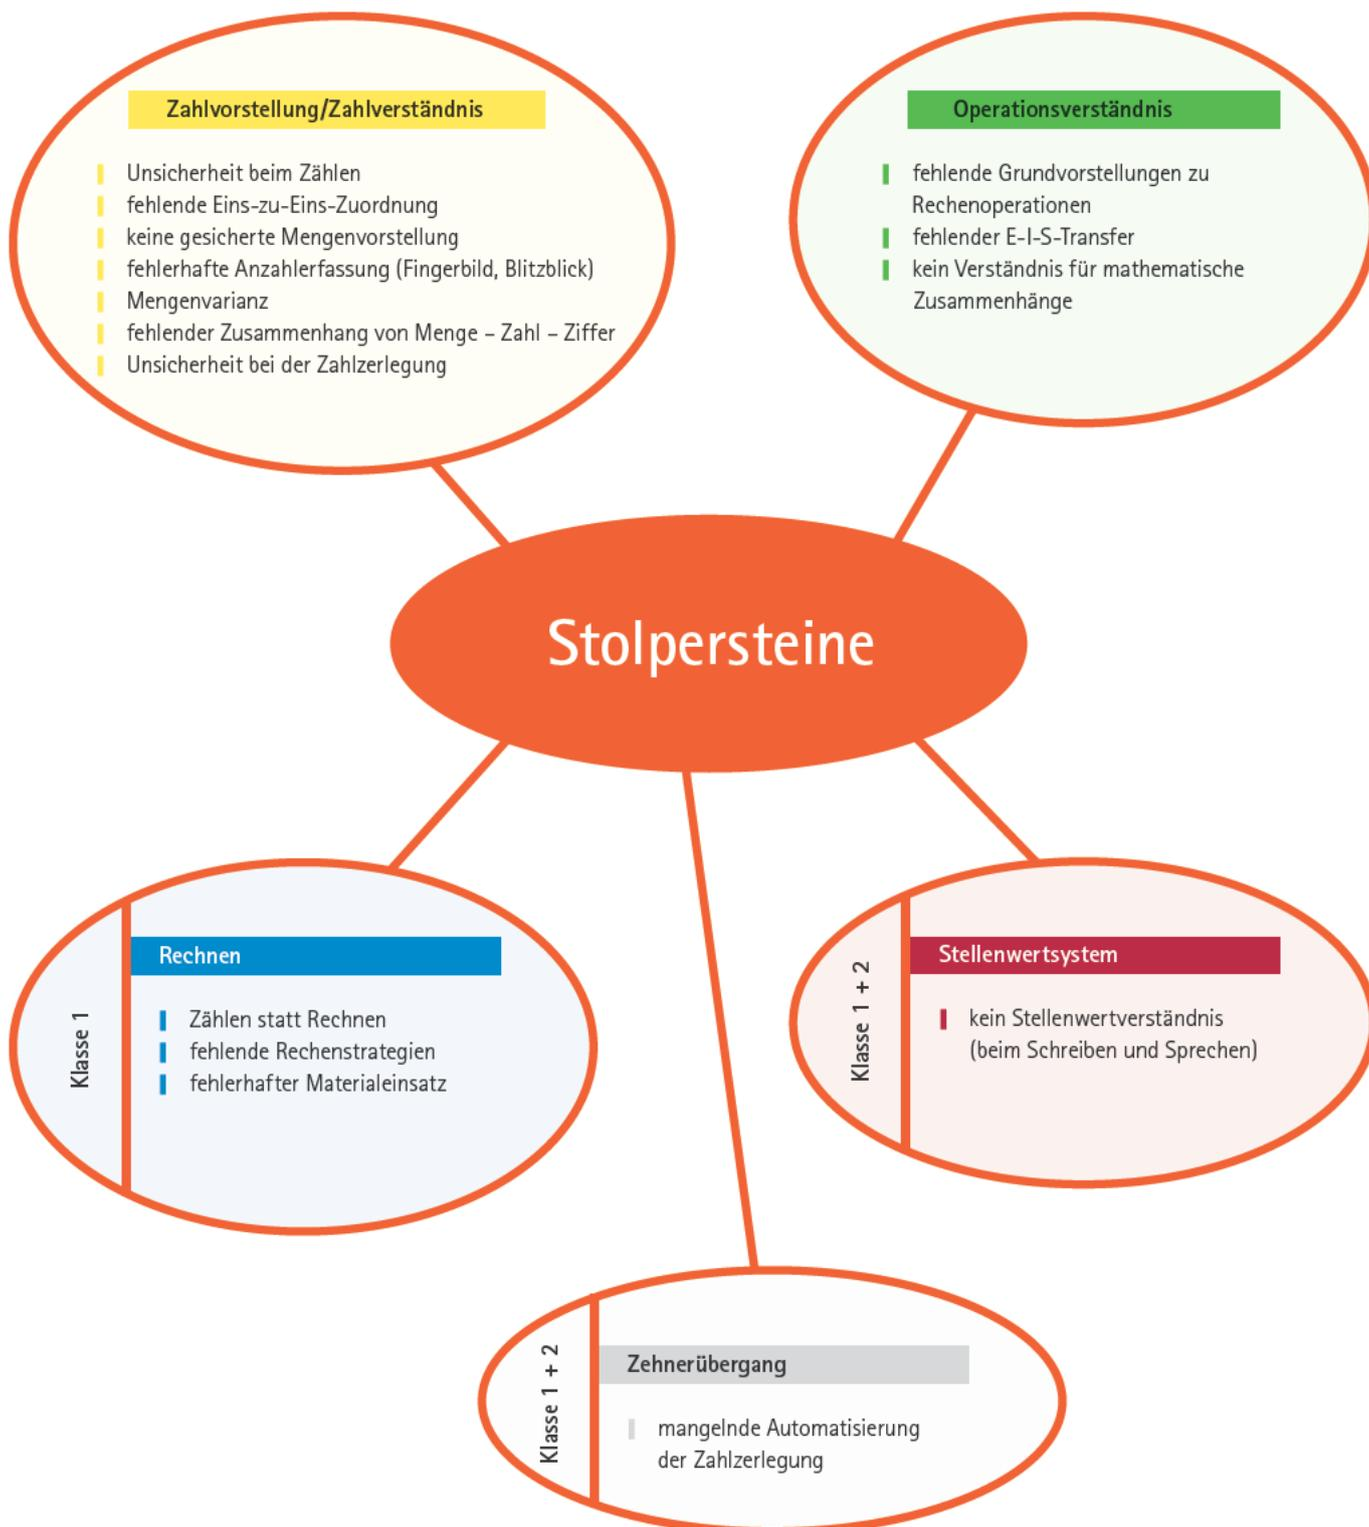 Zahlvorstellung/Zahlverständnis
Unsicherheit beim Zählen
fehlende Eins-zu-Eins-Zuordnung
keine gesicherte Mengenvorstellung
fehlerhafte Anzahlerfassung (Fingerbild, Blitzblick)
Mengenvarianz
fehlender Zusammenhang von Menge – Zahl – Ziffer
Unsicherheit bei der Zahlzerlegung
Operationsverständnis
fehlende Grundvorstellungen zu
Rechenoperationen
fehlender E-I-S-Transfer
kein Verständnis für mathematische
Zusammenhänge
Stolpersteine
Klasse 1
Rechnen
Zählen statt Rechnen
fehlende Rechenstrategien
fehlerhafter Materialeinsatz
Klasse 1 + 2
Stellenwertsystem
kein Stellenwertverständnis
(beim Schreiben und Sprechen)
Klasse 1 + 2
Zehnerübergang
mangelnde Automatisierung
der Zahlzerlegung